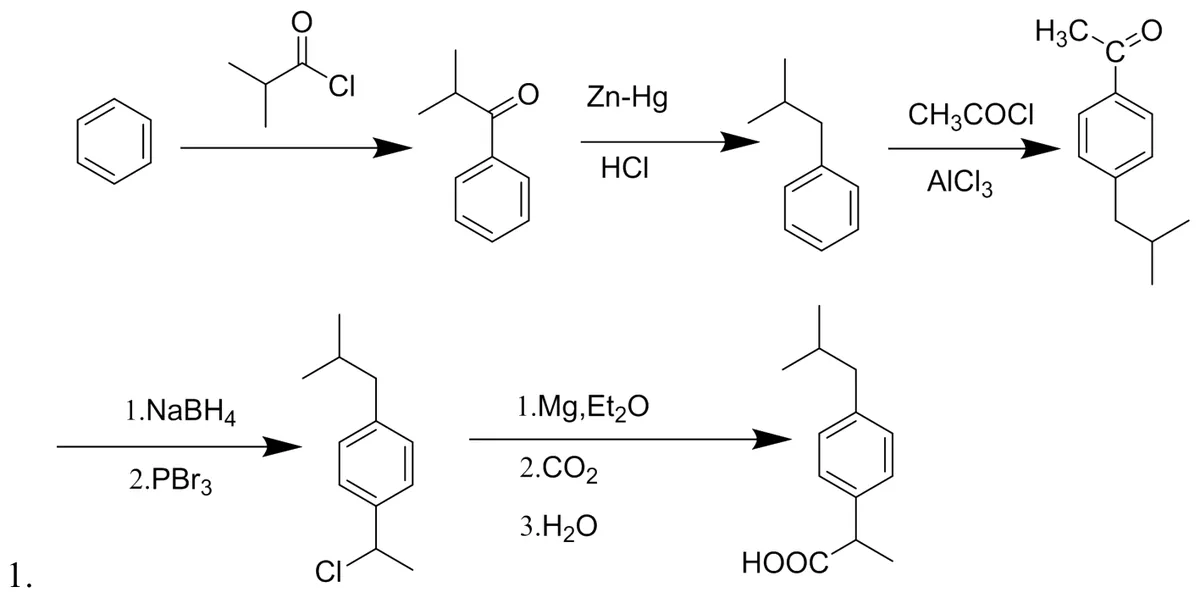 O
Cl
O
Zn-Hg
HCl
CH₃COCl
AlCl₃
H₃C
C
O
1.NaBH₄
2.PBr₃
Cl
1.Mg,Et₂O
2.CO₂
3.H₂O
HOOC
1.